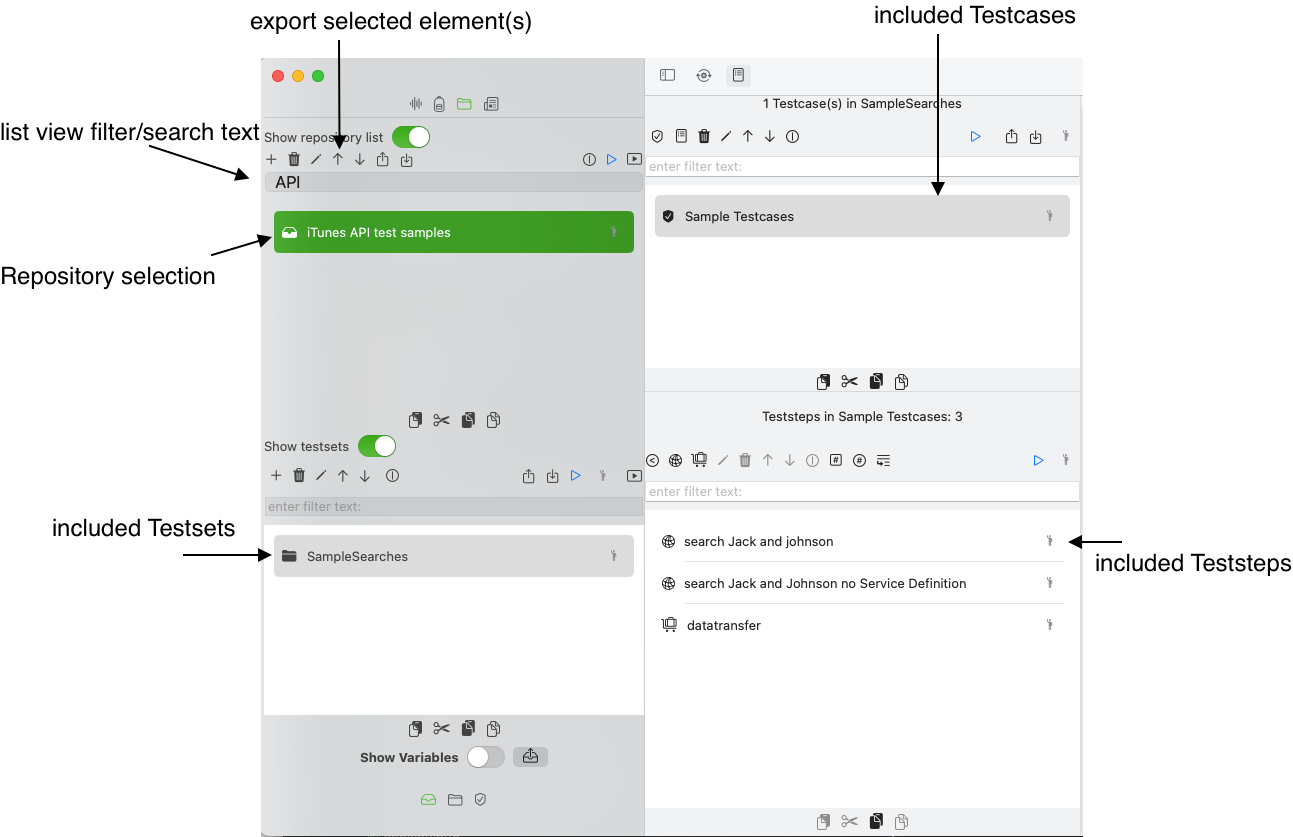 export selected element(s)
included Testcases
1 Testcase(s) in SampleSearches
list view filter/search text
Show repository list
enter filter text:
API
Sample Testcases
iTunes API test samples
Repository selection
Teststeps in Sample Testcases: 3
Show testsets
enter filter text:
enter filter text:
included Testsets
search Jack and johnson
SampleSearches
included Teststeps
search Jack and Johnson no Service Definition
datatransfer
Show Variables